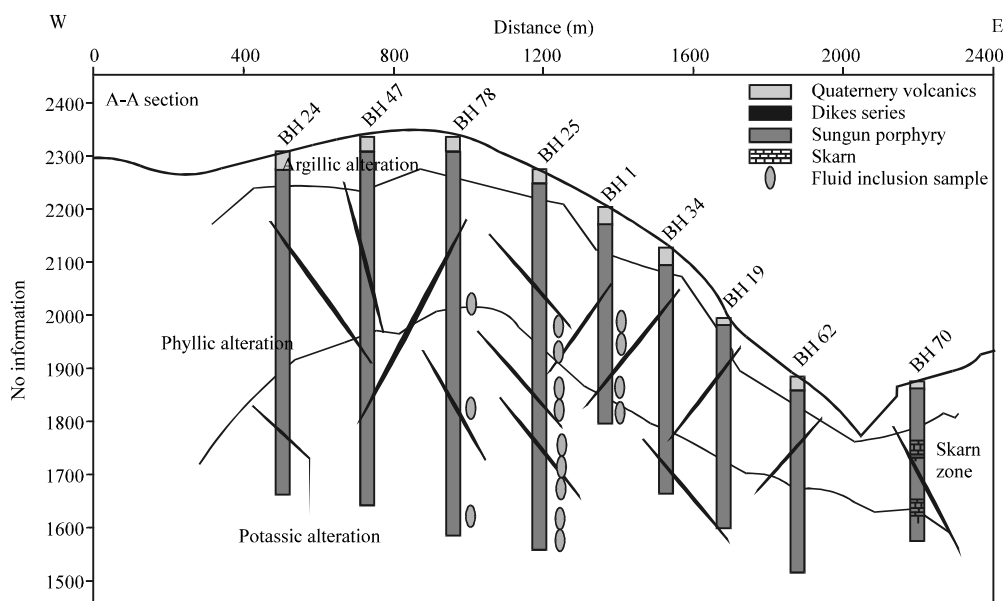 W
E
Distance (m)
0 400 800 1200 1600 2000 2400
A-A section
2400
2300
2200
2100
2000
1900
1800
1700
1600
1500
No information
BH 24
BH 47
BH 78
BH 25
BH 1
BH 34
BH 19
BH 62
BH 70
Quaternery volcanics
Dikes series
Sungun porphyry
Skarn
Fluid inclusion sample
Argillic alteration
Phyllic alteration
Potassic alteration
Skarn
zone